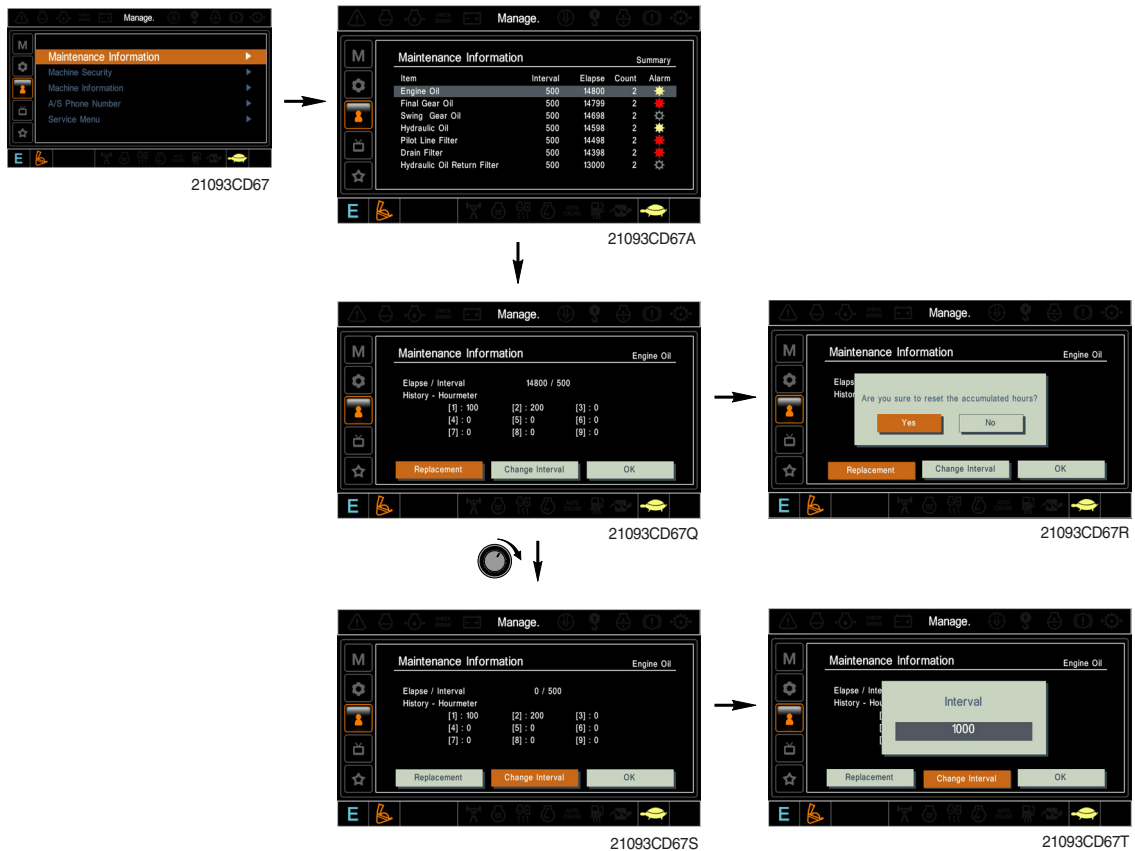 Manage.
M
Maintenance Information
Machine Security
Machine Information
A/S Phone Number
Service Menu
E
21093CD67
Manage.
M
Maintenance Information Summary
Item Interval Elapse Count Alarm
Engine Oil 500 14800 2
Final Gear Oil 500 14799 2
Swing Gear Oil 500 14698 2
Hydraulic Oil 500 14598 2
Pilot Line Filter 500 14498 2
Drain Filter 500 14398 2
Hydraulic Oil Return Filter 500 13000 2
E
21093CD67A
Manage.
M
Maintenance Information Engine Oil
Elapse / Interval 14800 / 500
History - Hourmeter
[1] : 100 [2] : 200 [3] : 0
[4] : 0 [5] : 0 [6] : 0
[7] : 0 [8] : 0 [9] : 0
Replacement Change Interval OK
E
21093CD67Q
Manage.
M
Maintenance Information Engine Oil
Elaps
Histor
Are you sure to reset the accumulated hours?
Yes No
Replacement Change Interval OK
E
21093CD67R
Manage.
M
Maintenance Information Engine Oil
Elapse / Interval 0 / 500
History - Hourmeter
[1] : 100 [2] : 200 [3] : 0
[4] : 0 [5] : 0 [6] : 0
[7] : 0 [8] : 0 [9] : 0
Replacement Change Interval OK
E
21093CD67S
Manage.
M
Maintenance Information Engine Oil
Elapse / Inte
History - Hou
Interval
1000
Replacement Change Interval OK
E
21093CD67T